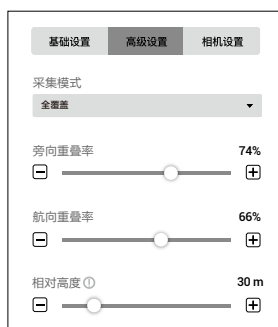 基础设置 高级设置 相机设置
采集模式
全覆盖
旁向重叠率 74%
航向重叠率 66%
相对高度 30 m